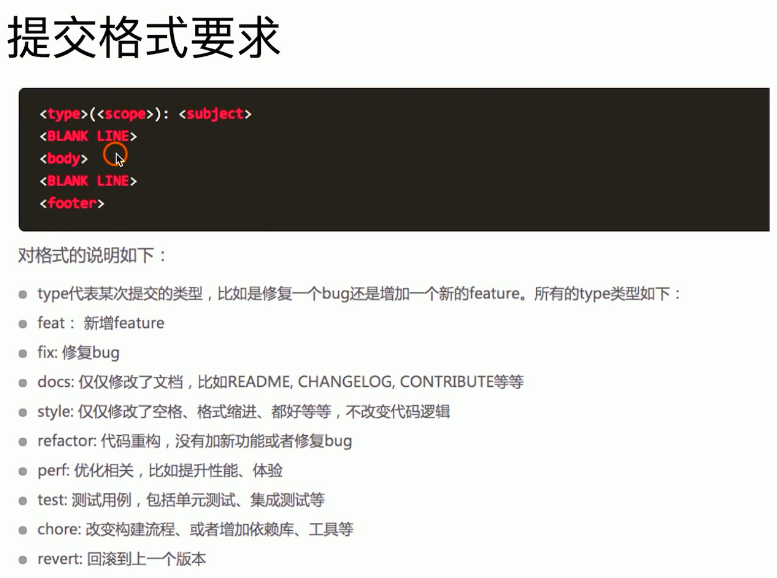 提交格式要求
<type>(<scope>): <subject>
<BLANK LINE>
<body>
<BLANK LINE>
<footer>
对格式的说明如下：
type代表某次提交的类型，比如是修复一个bug还是增加一个新的feature。所有的type类型如下：
feat： 新增feature
fix: 修复bug
docs: 仅仅修改了文档，比如README, CHANGELOG, CONTRIBUTE等等
style: 仅仅修改了空格、格式缩进、都好等等，不改变代码逻辑
refactor: 代码重构，没有加新功能或者修复bug
perf: 优化相关，比如提升性能、体验
test: 测试用例，包括单元测试、集成测试等
chore: 改变构建流程、或者增加依赖库、工具等
revert: 回滚到上一个版本